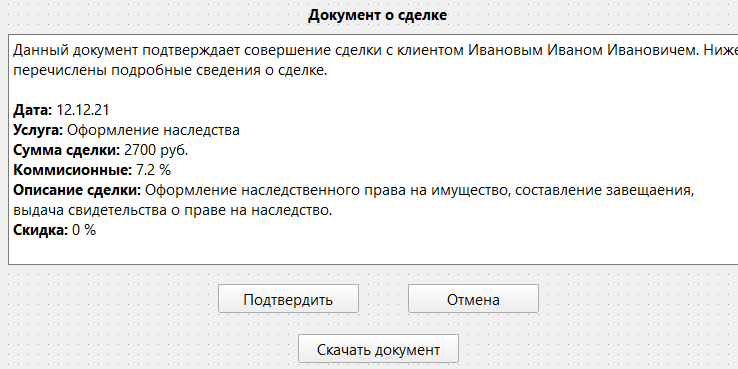 Документ о сделке
Данный документ подтверждает совершение сделки с клиентом Ивановым Иваном Ивановичем. Ниже
перечислены подробные сведения о сделке.
Дата: 12.12.21
Услуга: Оформление наследства
Сумма сделки: 2700 руб.
Коммисионные: 7.2 %
Описание сделки: Оформление наследственного права на имущество, составление завещаения,
выдача свидетельства о праве на наследство.
Скидка: 0 %
Подтвердить
Отмена
Скачать документ